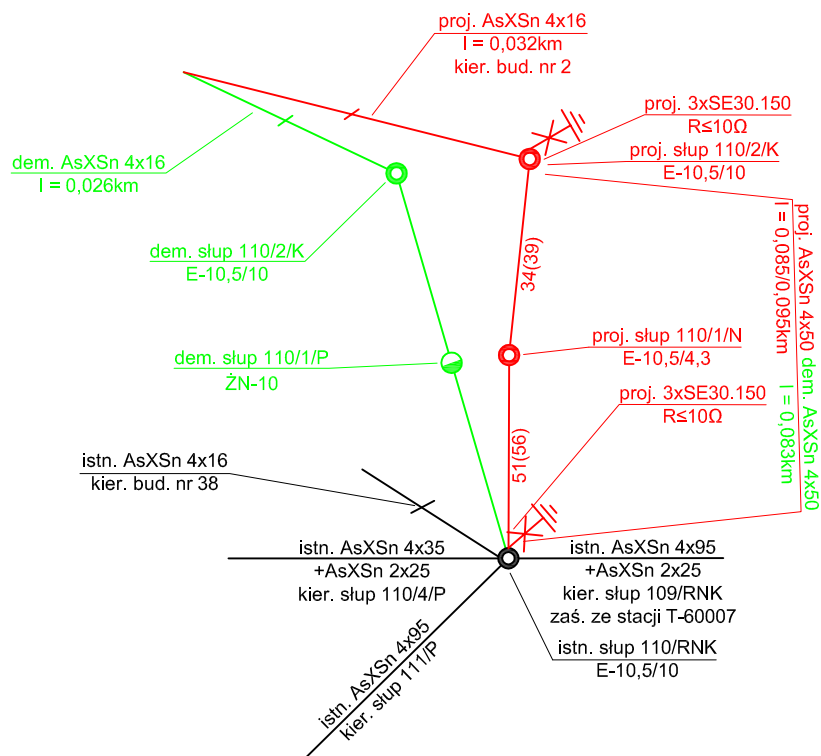 proj. AsXSn 4x16
l = 0,032km
kier. bud. nr 2
proj. 3xSE30.150
R≤10Ω
proj. słup 110/2/K
E-10,5/10
dem. AsXSn 4x16
l = 0,026km
dem. słup 110/2/K
E-10,5/10
34(39)
proj. AsXSn 4x50 dem. AsXSn 4x50
l = 0,085/0,095km l = 0,083km
proj. słup 110/1/N
E-10,5/4,3
dem. słup 110/1/P
ŻN-10
proj. 3xSE30.150
R≤10Ω
51(56)
istn. AsXSn 4x16
kier. bud. nr 38
istn. AsXSn 4x35
+AsXSn 2x25
kier. słup 110/4/P
istn. AsXSn 4x95
+AsXSn 2x25
kier. słup 109/RNK
zaś. ze stacji T-60007
istn. słup 110/RNK
E-10,5/10
istn. AsXSn 4x95
kier. słup 111/P